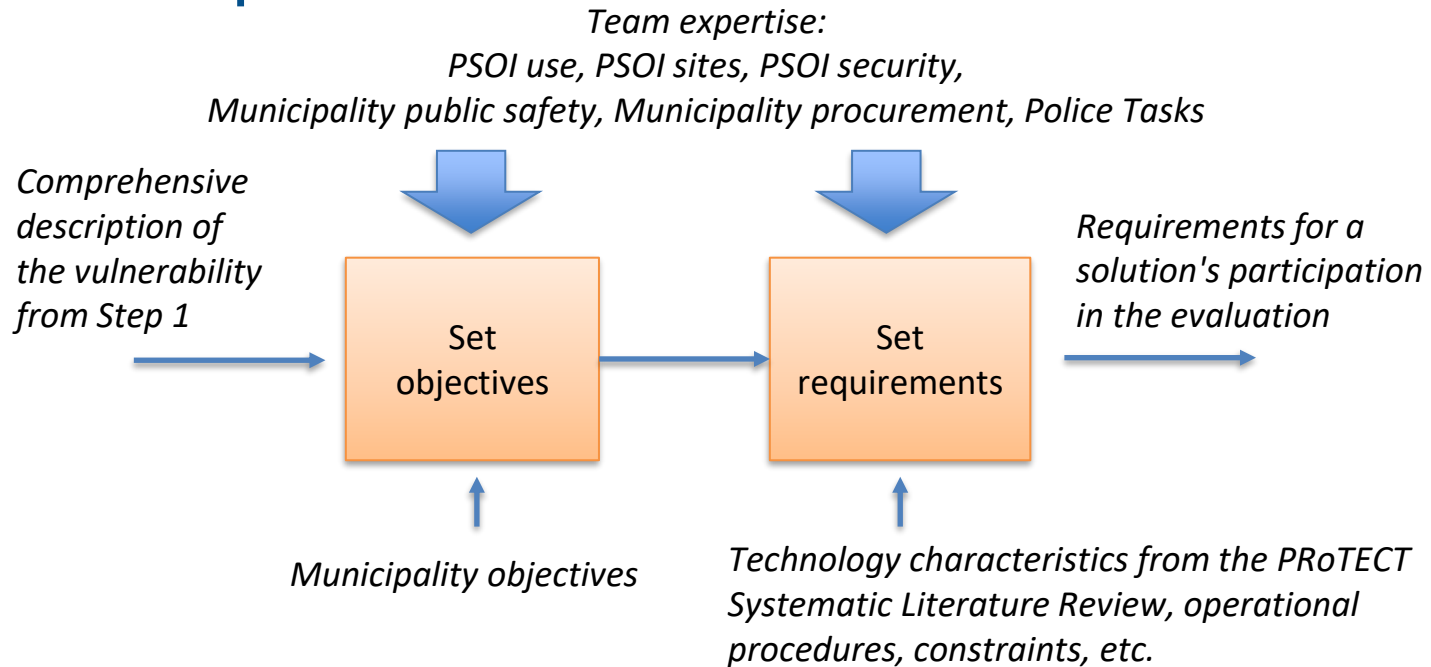 Team expertise:
PSOI use, PSOI sites, PSOI security,
Municipality public safety, Municipality procurement, Police Tasks
Comprehensive
description of
the vulnerability
from Step 1
Set
objectives
Set
requirements
Requirements for a
solution's participation
in the evaluation
Municipality objectives
Technology characteristics from the PRoTECT
Systematic Literature Review, operational
procedures, constraints, etc.